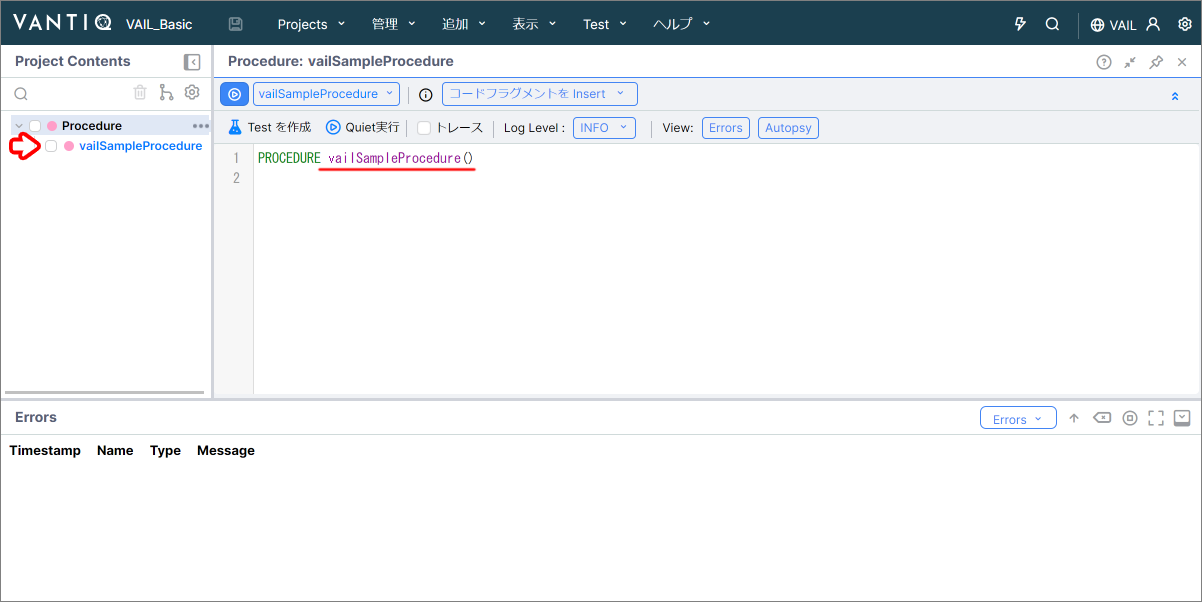 VANTIQ VAIL_Basic Projects 管理 追加 表示 Test ヘルプ VAIL
Project Contents
Procedure
vailSampleProcedure
Procedure: vailSampleProcedure
vailSampleProcedure コードフラグメントを Insert
Test を作成 Quiet実行 トレース Log Level : INFO View: Errors Autopsy
1 PROCEDURE vailSampleProcedure()
2
Errors Errors
Timestamp Name Type Message